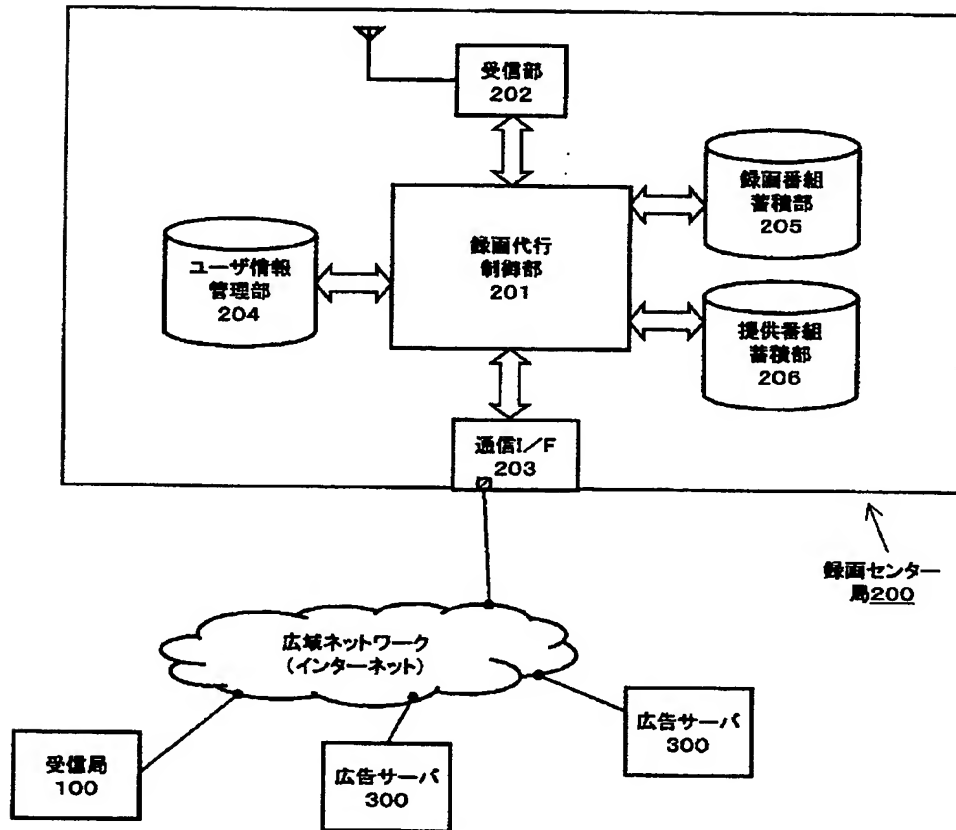 受信部
202
録画番組
蓄積部
205
録画代行
制御部
201
ユーザ情報
管理部
204
提供番組
蓄積部
206
通信I/F
203
録画センター
局200
広域ネットワーク
(インターネット)
受信局
100
広告サーバ
300
広告サーバ
300